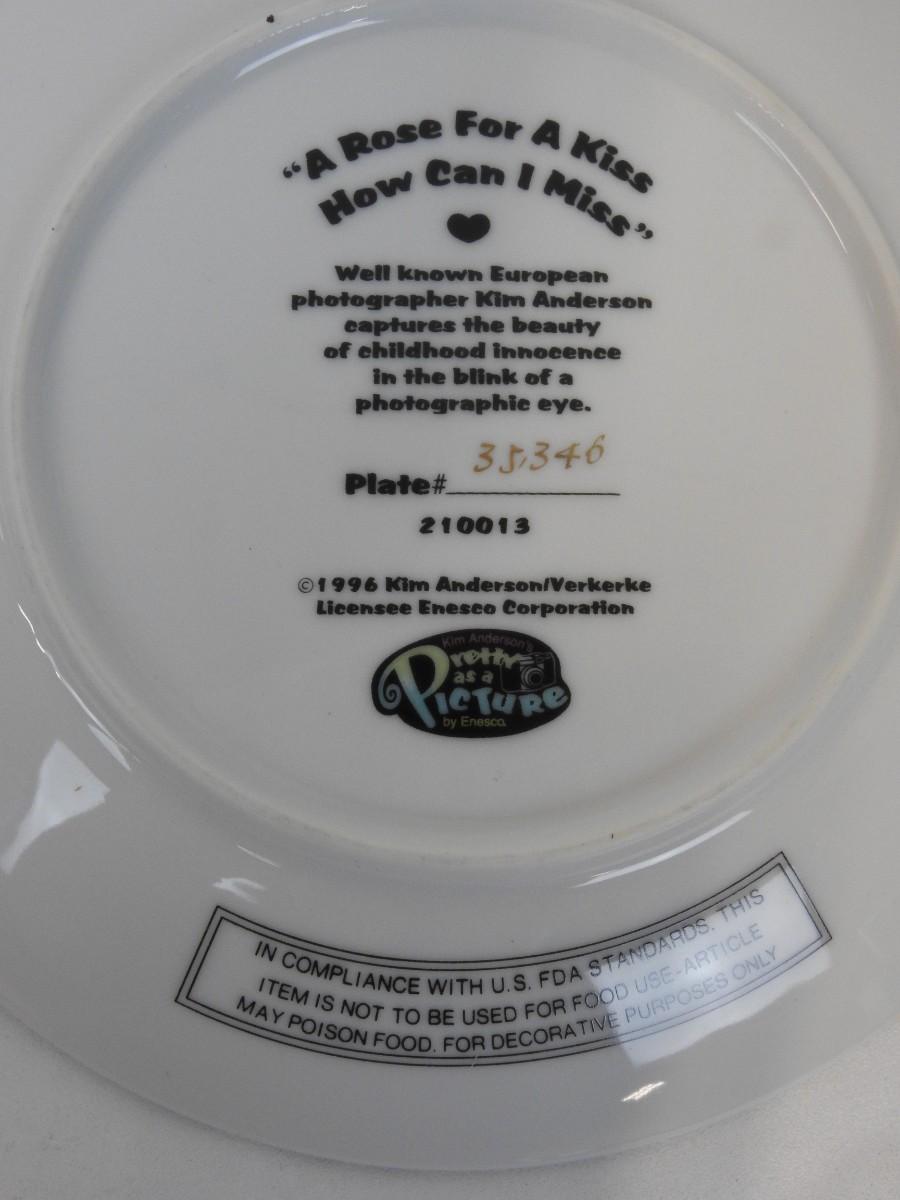 “A Rose For A Kiss
How Can I Miss”
Well known European
photographer Kim Anderson
captures the beauty
of childhood innocence
in the blink of a
photographic eye.
Plate# 35,346
210013
©1996 Kim Anderson/Verkerke
Licensee Enesco Corporation
Kim Anderson's
Pretty
as a
PICTURE
by Enesco.
IN COMPLIANCE WITH U.S. FDA STANDARDS. THIS
ITEM IS NOT TO BE USED FOR FOOD USE-ARTICLE
MAY POISON FOOD. FOR DECORATIVE PURPOSES ONLY